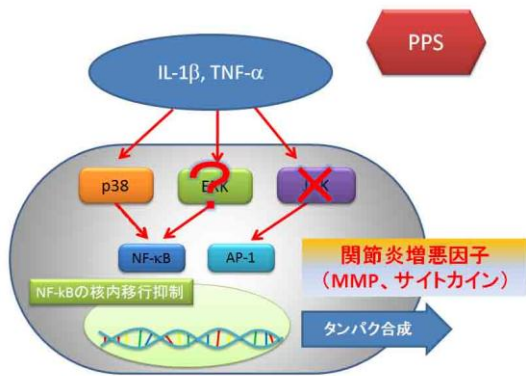 PPS
IL-1β, TNF-α
p38
ERK
?
NF-κB
AP-1
関節炎増悪因子
(MMP、サイトカイン)
NF-kBの核内移行抑制
タンパク合成